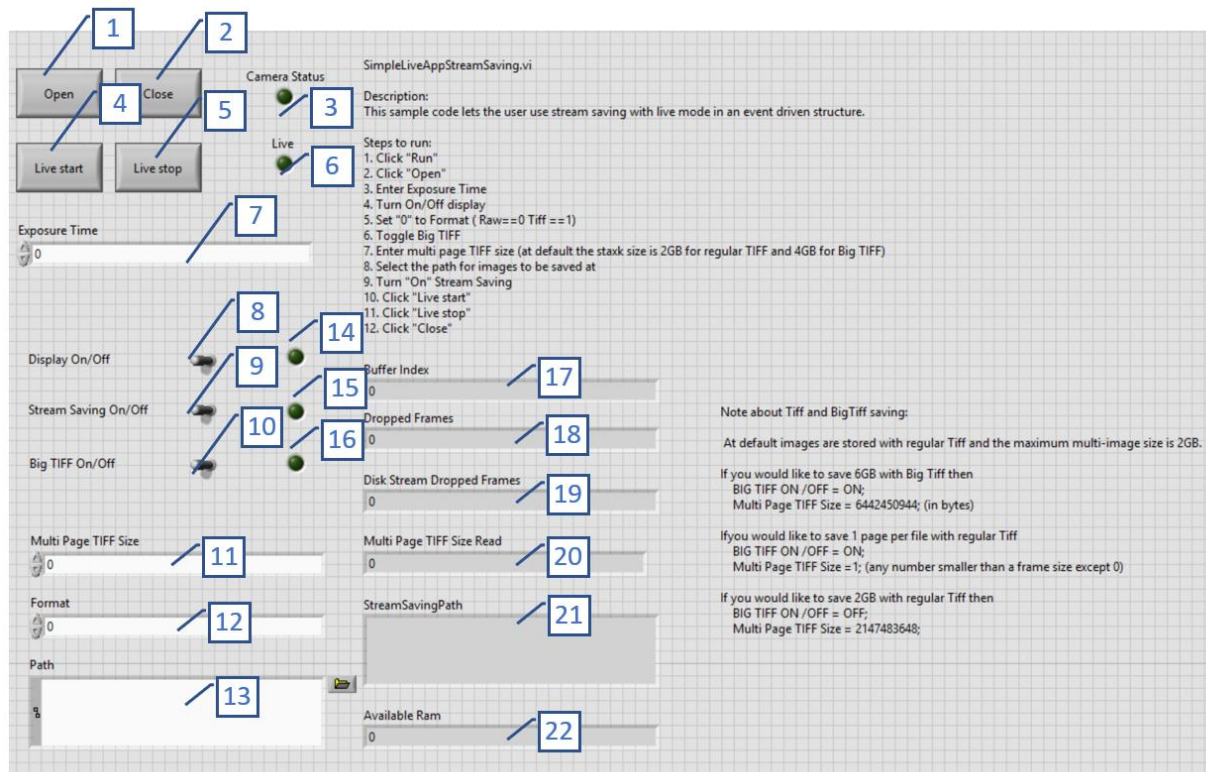 1
2
Open
Close
4
5
Camera Status
3
Live start
Live stop
Live
6
7
Exposure Time
0
SimpleLiveAppStreamSaving.vi
Description:
This sample code lets the user use stream saving with live mode in an event driven structure.
Steps to run:
1. Click "Run"
2. Click "Open"
3. Enter Exposure Time
4. Turn On/Off display
5. Set "0" to Format ( Raw==0 Tiff ==1)
6. Toggle Big TIFF
7. Enter multi page TIFF size (at default the staxk size is 2GB for regular TIFF and 4GB for Big TIFF)
8. Select the path for images to be saved at
9. Turn "On" Stream Saving
10. Click "Live start"
11. Click "Live stop"
12. Click "Close"
8
14
Display On/Off
9
15
Stream Saving On/Off
10
16
Big TIFF On/Off
Multi Page TIFF Size
0
11
Format
0
12
Path
13
Buffer Index
0
17
Dropped Frames
0
18
Disk Stream Dropped Frames
0
19
Multi Page TIFF Size Read
0
20
StreamSavingPath
21
Available Ram
0
22
Note about Tiff and BigTiff saving:
At default images are stored with regular Tiff and the maximum multi-image size is 2GB.
If you would like to save 6GB with Big Tiff then
BIG TIFF ON /OFF = ON;
Multi Page TIFF Size = 6442450944; (in bytes)
Ifyou would like to save 1 page per file with regular Tiff
BIG TIFF ON /OFF = ON;
Multi Page TIFF Size =1; (any number smaller than a frame size except 0)
If you would like to save 2GB with regular Tiff then
BIG TIFF ON /OFF = OFF;
Multi Page TIFF Size = 2147483648;